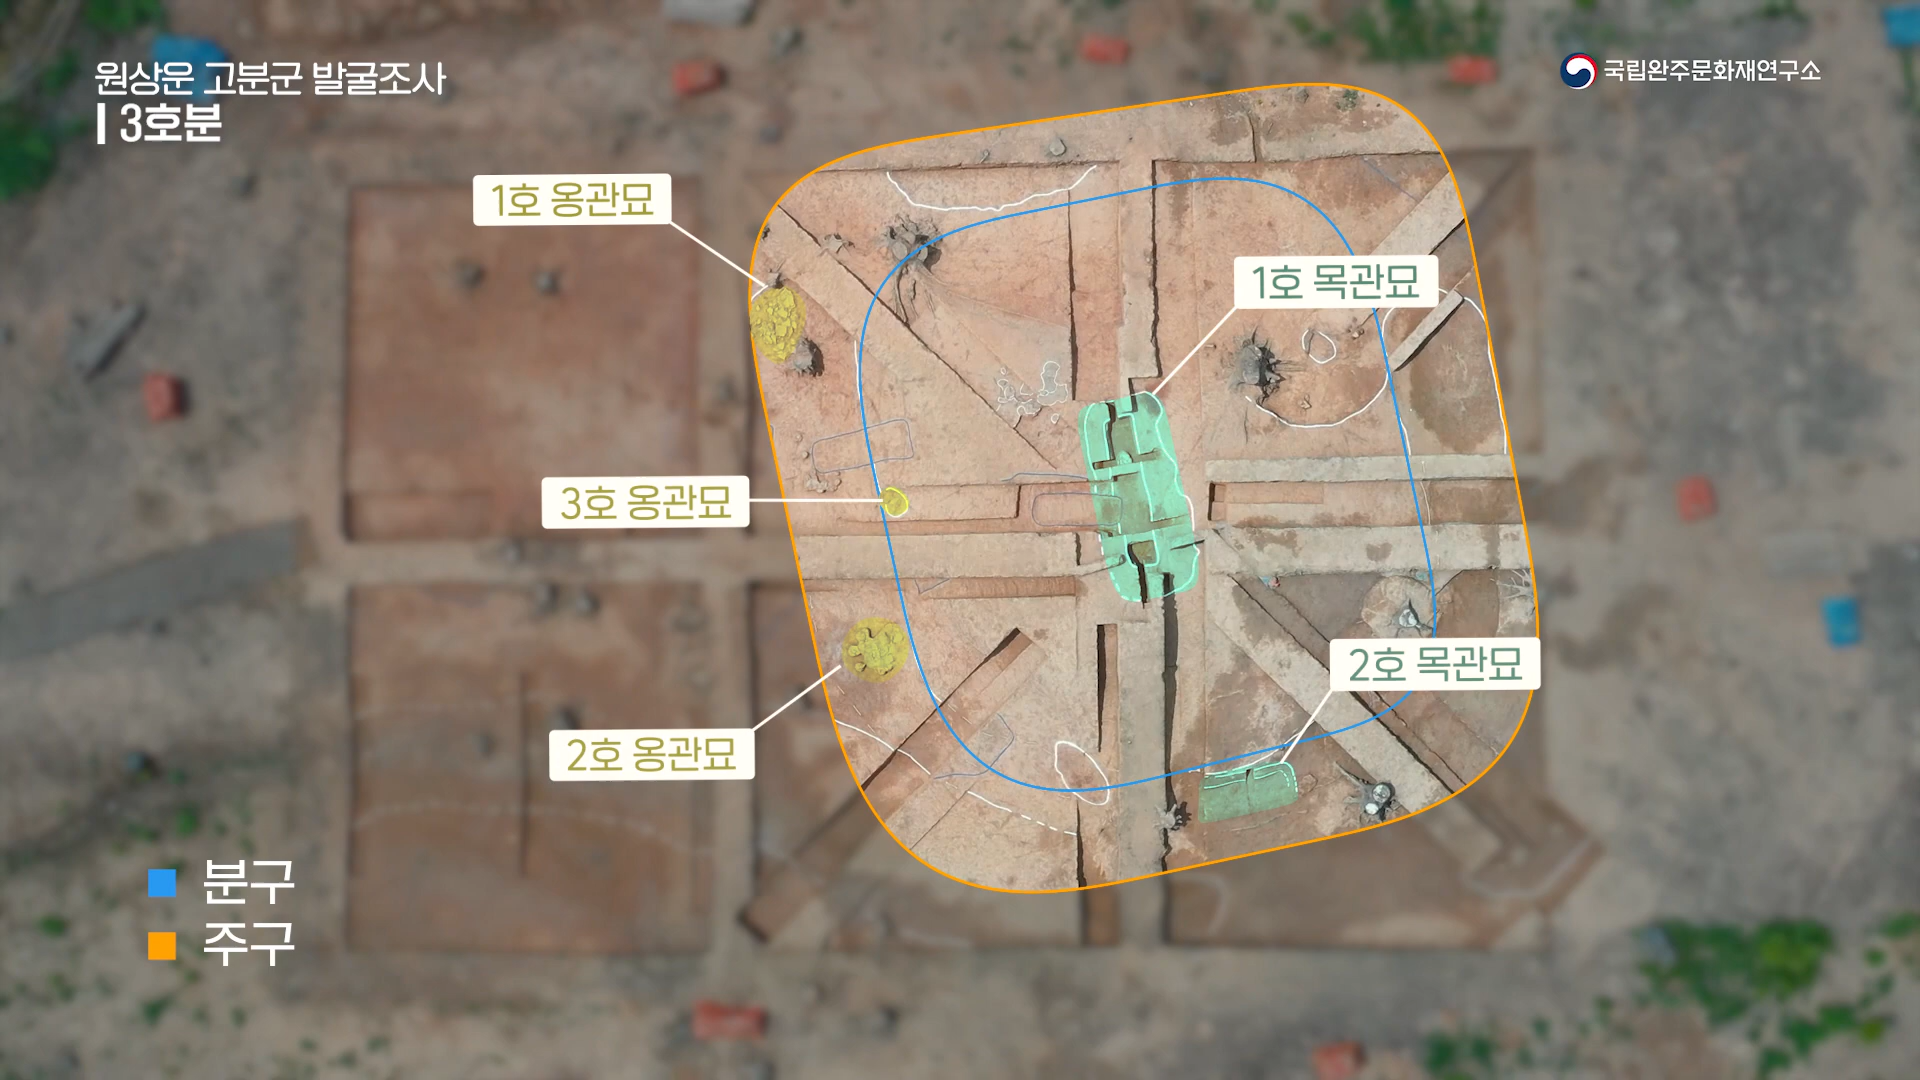 원상운 고분군 발굴조사
3호분
국립완주문화재연구소
1호 옹관묘
1호 목관묘
3호 옹관묘
2호 목관묘
2호 옹관묘
분구
주구